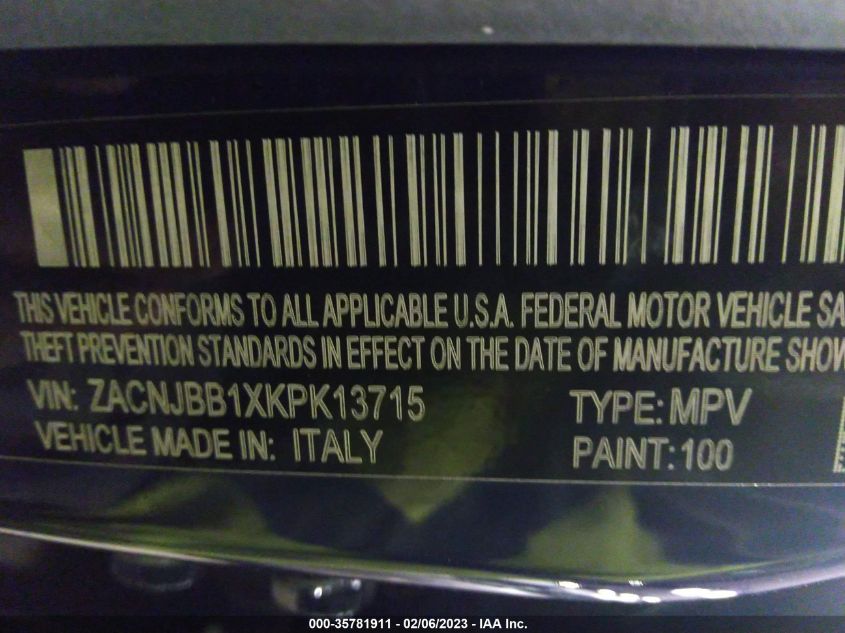 THIS VEHICLE CONFORMS TO ALL APPLICABLE U.S.A. FEDERAL MOTOR VEHICLE SA
THEFT PREVENTION STANDARDS IN EFFECT ON THE DATE OF MANUFACTURE SHOW
VIN: ZACNJBB1XKPK13715 TYPE: MPV
VEHICLE MADE IN: ITALY PAINT: 100
000-35781911 - 02/06/2023 - IAA Inc.